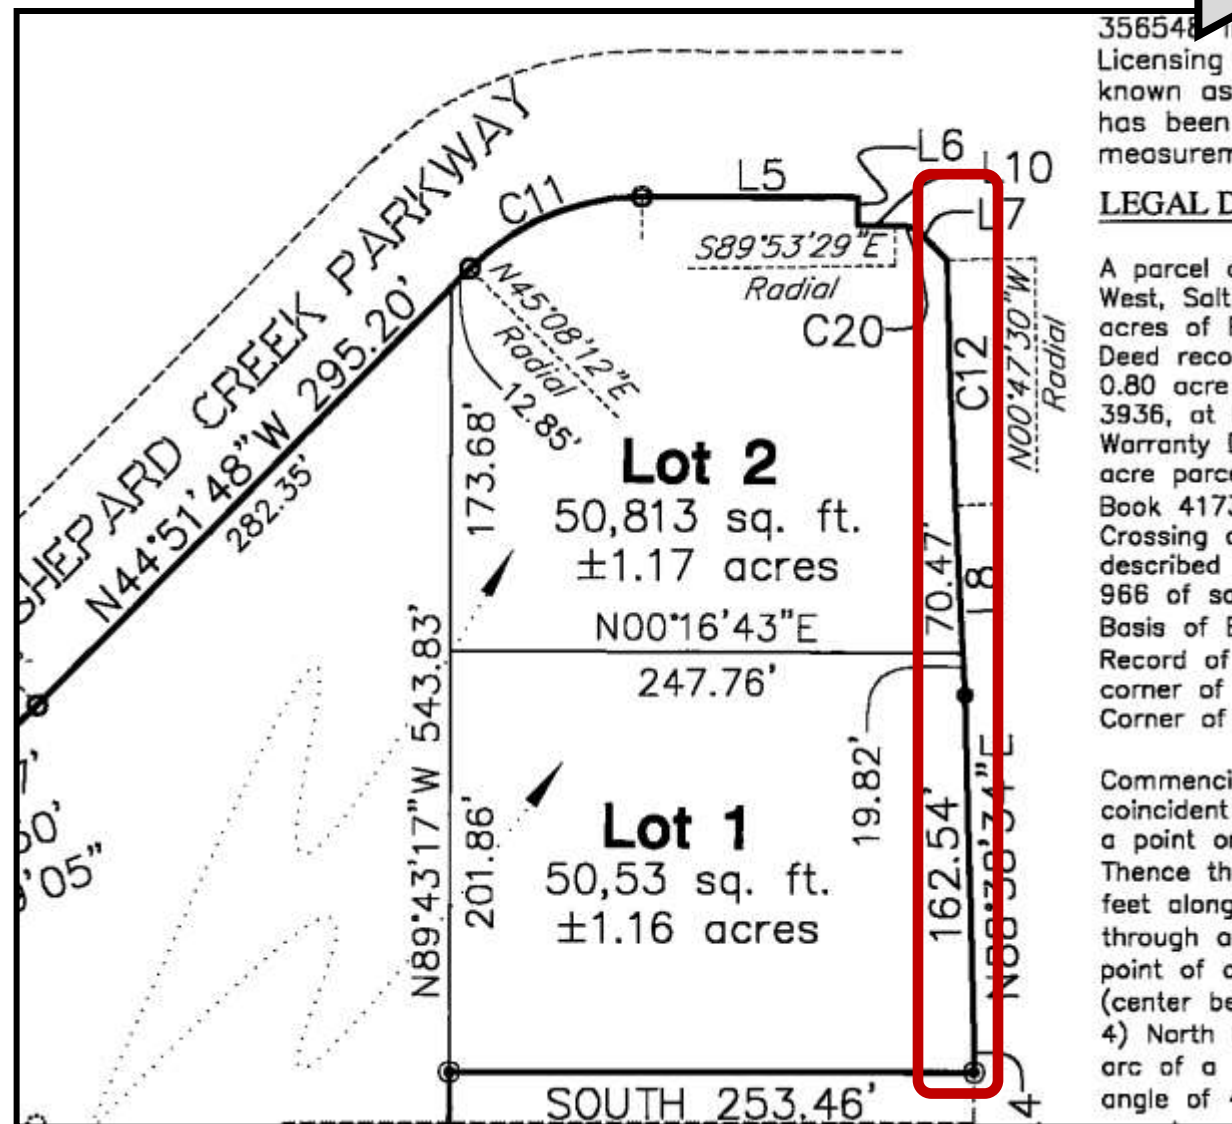 SHEPARD CREEK PARKWAY
N44°51'48"W 295.20'
282.35'
C11
L5
L6
L10
L7
S89°53'29"E
Radial
C20
N45°08'12"E
Radial
12.85'
C12
N00°47'30"W
Radial
173.68'
Lot 2
50,813 sq. ft.
±1.17 acres
70.47'
L8
N00°16'43"E
247.76'
19.82'
N89°43'17"W 543.83'
201.86'
Lot 1
50,53 sq. ft.
±1.16 acres
162.54'
SOUTH 253.46'
4
7'
50'
9'05"
356548
Licensing
known as
has been
measurem
LEGAL D
A parcel
West, Salt
acres of
Deed reco
0.80 acre
3936, at
Warranty
acre parce
Book 4173
Crossing
described
966 of
Basis of
Record of
corner of
Corner of
Commenci
coincident
a point
Thence th
feet along
through a
point of
(center be
4) North
arc of a
angle of